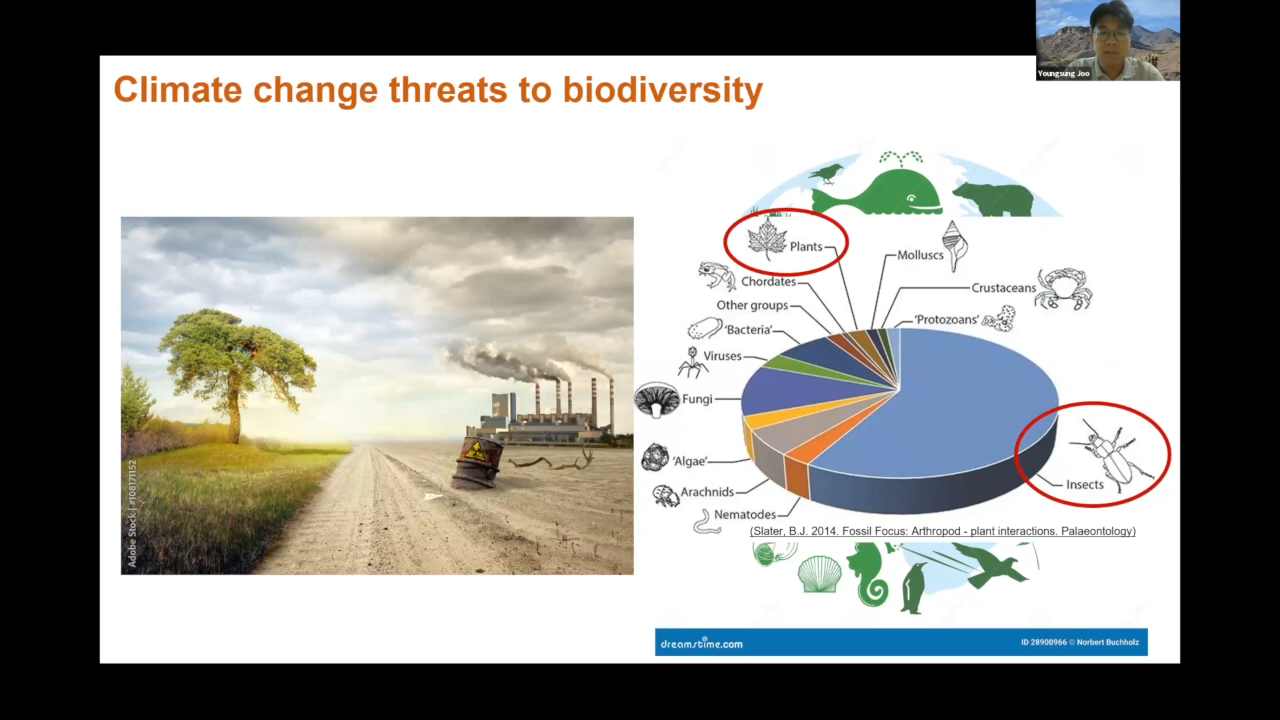 Youngsung Joo
Climate change threats to biodiversity
Plants
Molluscs
Chordates
Crustaceans
Other groups
'Protozoans'
'Bacteria'
Viruses
Fungi
'Algae'
Insects
Arachnids
Nematodes
(Slater, B.J. 2014. Fossil Focus: Arthropod - plant interactions. Palaeontology)
Adobe Stock | #108171152
dreamstime.com
ID 28900966 © Norbert Buchholz